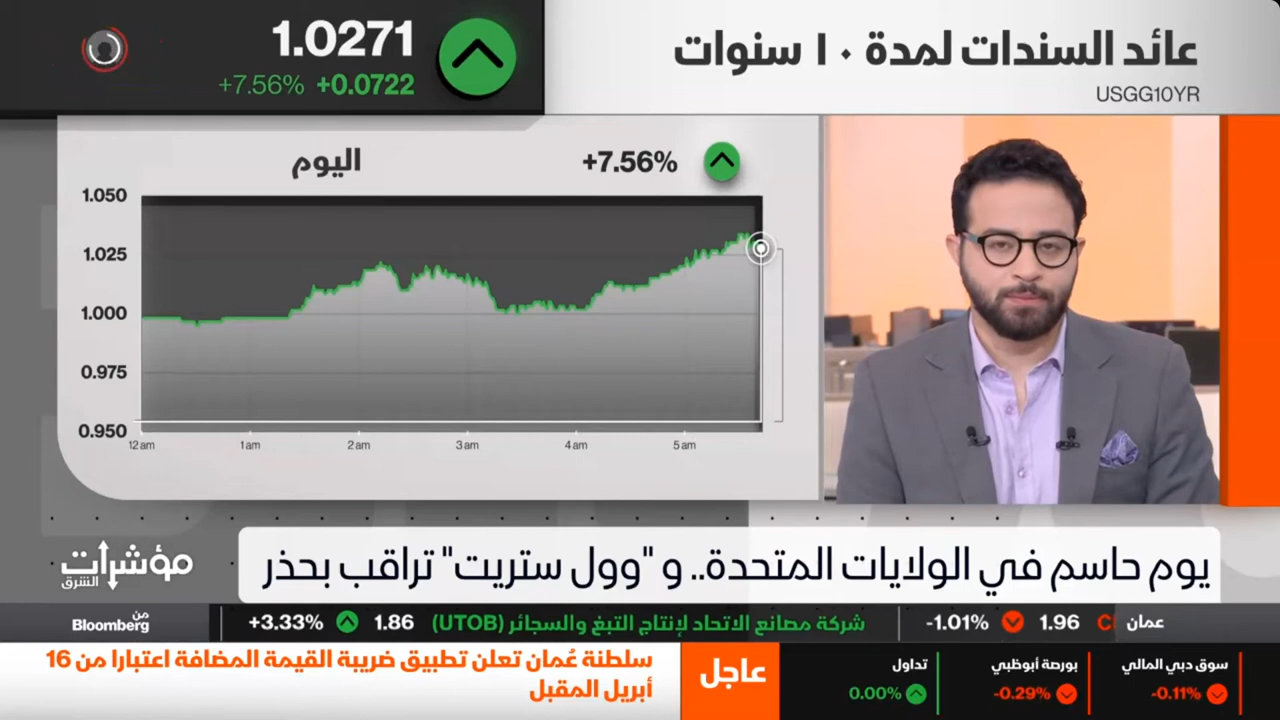 عائد السندات لمدة ١٠ سنوات
USGG10YR
1.0271
+7.56% +0.0722
اليوم
+7.56%
1.050
1.025
1.000
0.975
0.950
12am 1am 2am 3am 4am 5am
يوم حاسم في الولايات المتحدة.. و "وول ستريت" تراقب بحذر
مؤشرات
الشرق
من
Bloomberg
عمان
1.96 -1.01%
شركة مصانع الاتحاد لإنتاج التبغ والسجائر (UTOB) 1.86 +3.33%
سوق دبي المالي
-0.11%
بورصة أبوظبي
-0.29%
تداول
0.00%
عاجل
سلطنة عُمان تعلن تطبيق ضريبة القيمة المضافة اعتبارا من 16
أبريل المقبل